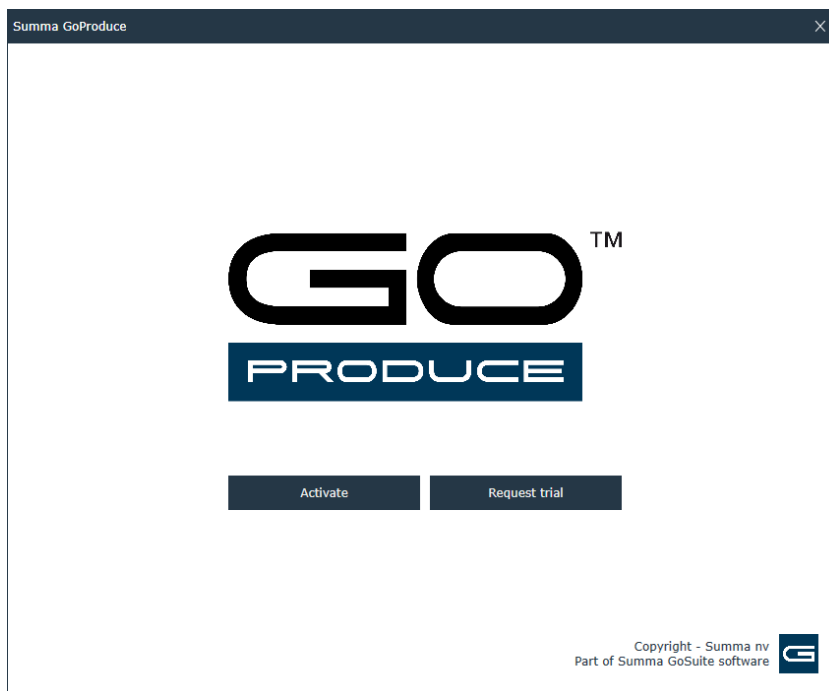 Summa GoProduce
GO™
PRODUCE
Activate
Request trial
Copyright - Summa nv
Part of Summa GoSuite software
G